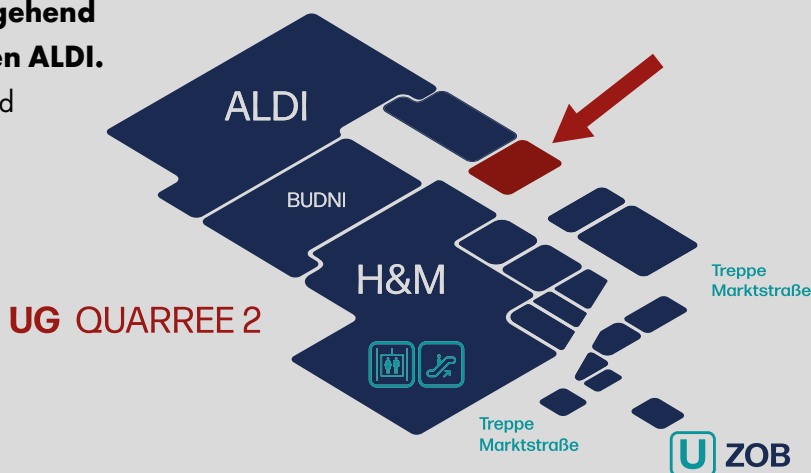 gehend
en ALDI.
d
ALDI
BUDNI
H&M
UG QUARREE 2
Treppe
Marktstraße
Treppe
Marktstraße
U ZOB